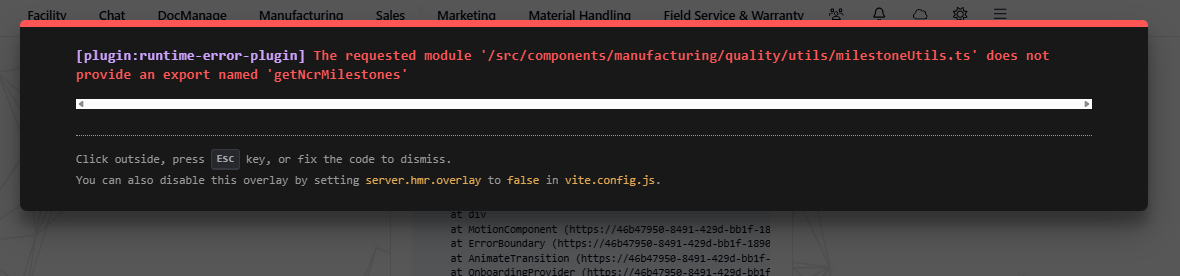 Facility Chat DocManage Manufacturing Sales Marketing Material Handling Field Service & Warranty
[plugin:runtime-error-plugin] The requested module '/src/components/manufacturing/quality/utils/milestoneUtils.ts' does not
provide an export named 'getNcrMilestones'
Click outside, press Esc key, or fix the code to dismiss.
You can also disable this overlay by setting server.hmr.overlay to false in vite.config.js.
at div
at MotionComponent (https://46b47950-8491-429d-bb1f-18
at ErrorBoundary (https://46b47950-8491-429d-bb1f-1890
at AnimateTransition (https://46b47950-8491-429d-bb1f-
at OnboardingProvider (https://46b47950-8491-429d-bb1f